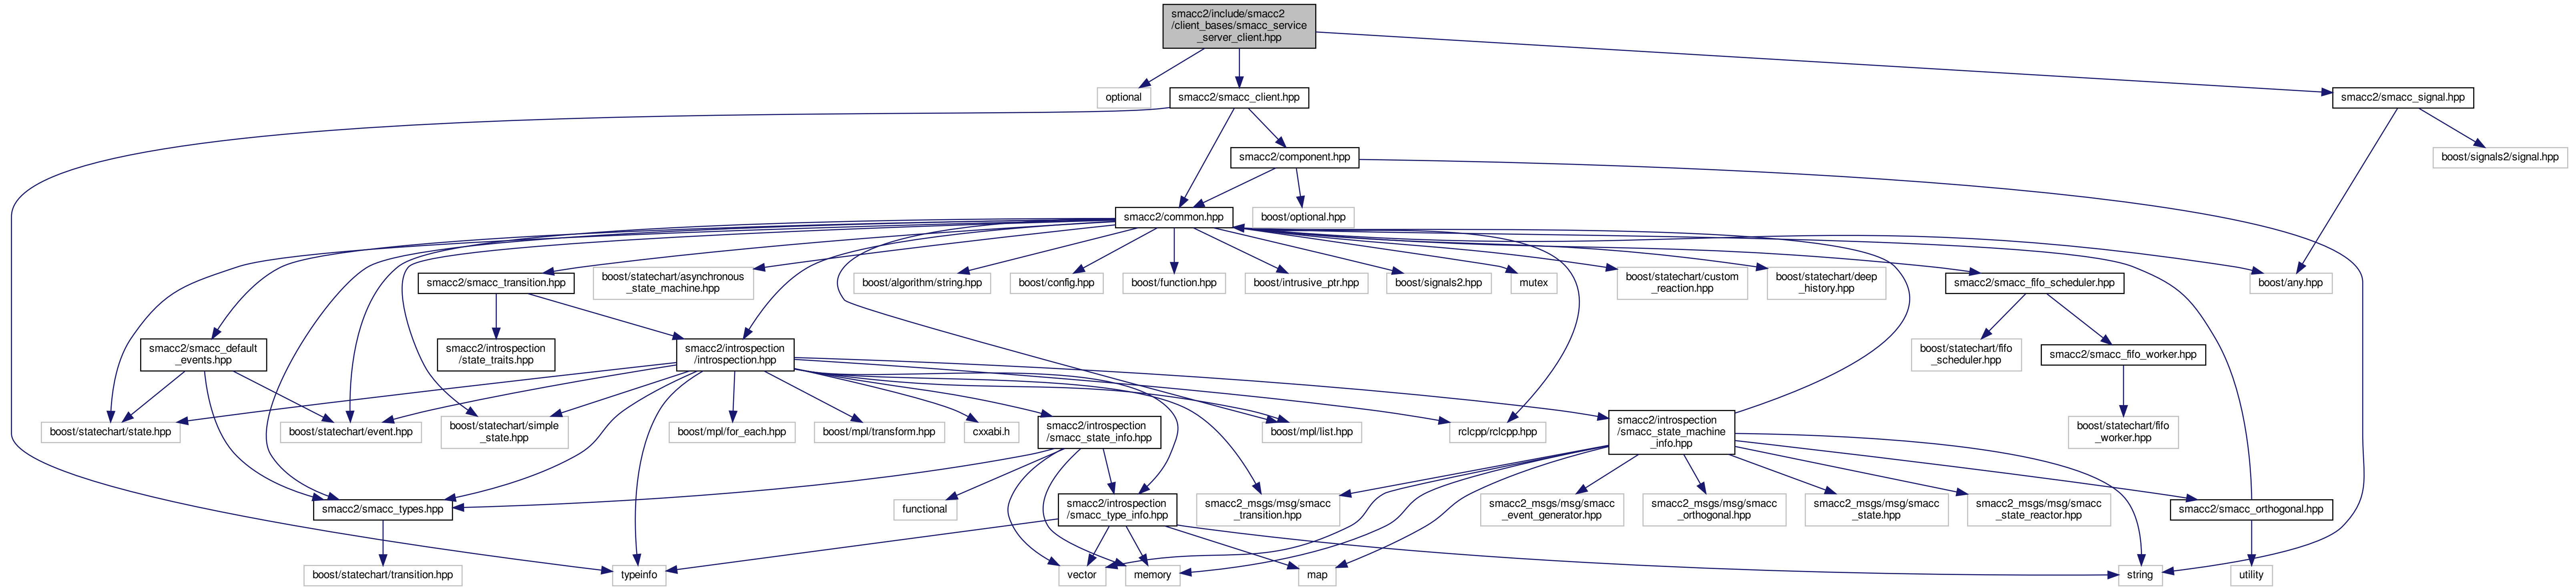 smacc2/include/smacc2
/client_bases/smacc_service
_server_client.hpp
optional
smacc2/smacc_client.hpp
smacc2/smacc_signal.hpp
smacc2/component.hpp
boost/signals2/signal.hpp
smacc2/common.hpp
boost/optional.hpp
smacc2/smacc_transition.hpp
boost/statechart/asynchronous
_state_machine.hpp
boost/algorithm/string.hpp
boost/config.hpp
boost/function.hpp
boost/intrusive_ptr.hpp
boost/signals2.hpp
mutex
boost/statechart/custom
_reaction.hpp
boost/statechart/deep
_history.hpp
smacc2/smacc_fifo_scheduler.hpp
boost/any.hpp
smacc2/smacc_default
_events.hpp
smacc2/introspection
/state_traits.hpp
smacc2/introspection
/introspection.hpp
boost/statechart/fifo
_scheduler.hpp
smacc2/smacc_fifo_worker.hpp
boost/statechart/state.hpp
boost/statechart/event.hpp
boost/statechart/simple
_state.hpp
boost/mpl/for_each.hpp
boost/mpl/transform.hpp
cxxabi.h
smacc2/introspection
/smacc_state_info.hpp
boost/mpl/list.hpp
rclcpp/rclcpp.hpp
smacc2/introspection
/smacc_state_machine
_info.hpp
boost/statechart/fifo
_worker.hpp
smacc2/smacc_types.hpp
functional
smacc2/introspection
/smacc_type_info.hpp
smacc2_msgs/msg/smacc
_transition.hpp
smacc2_msgs/msg/smacc
_event_generator.hpp
smacc2_msgs/msg/smacc
_orthogonal.hpp
smacc2_msgs/msg/smacc
_state.hpp
smacc2_msgs/msg/smacc
_state_reactor.hpp
smacc2/smacc_orthogonal.hpp
boost/statechart/transition.hpp
typeinfo
vector
memory
map
string
utility